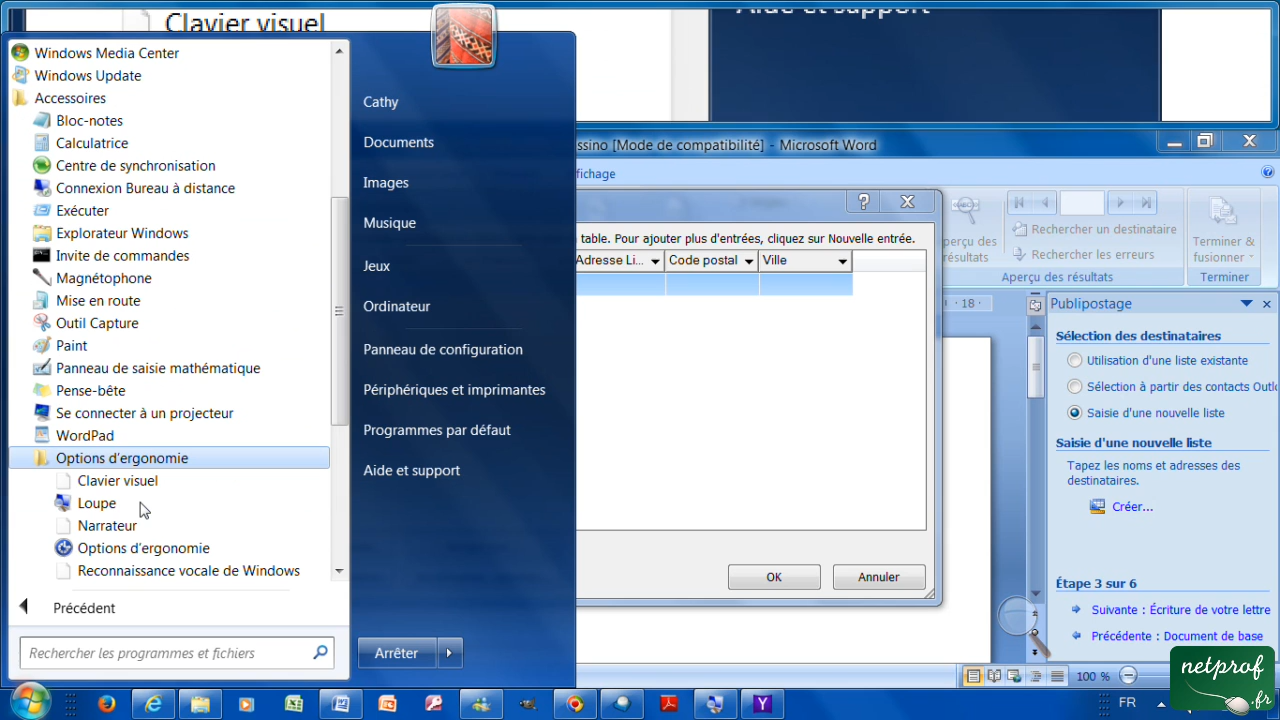 Clavier visuel
Aide et support
Windows Media Center
Windows Update
Accessoires
Bloc-notes
Calculatrice
Centre de synchronisation
Connexion Bureau à distance
Exécuter
Explorateur Windows
Invite de commandes
Magnétophone
Mise en route
Outil Capture
Paint
Panneau de saisie mathématique
Pense-bête
Se connecter à un projecteur
WordPad
Options d'ergonomie
Clavier visuel
Loupe
Narrateur
Options d'ergonomie
Reconnaissance vocale de Windows
Précédent
Rechercher les programmes et fichiers
Cathy
Documents
Images
Musique
Jeux
Ordinateur
Panneau de configuration
Périphériques et imprimantes
Programmes par défaut
Aide et support
Arrêter
ssino [Mode de compatibilité] - Microsoft Word
fichage
table. Pour ajouter plus d'entrées, cliquez sur Nouvelle entrée.
Adresse Li... Code postal Ville
OK Annuler
ABC
perçu des
résultats
Rechercher un destinataire
Rechercher les erreurs
Aperçu des résultats
Terminer &
fusionner
Terminer
18
Publipostage
Sélection des destinataires
Utilisation d'une liste existante
Sélection à partir des contacts Outlo
Saisie d'une nouvelle liste
Saisie d'une nouvelle liste
Tapez les noms et adresses des
destinataires.
Créer...
Étape 3 sur 6
Suivante : Écriture de votre lettre
Précédente : Document de base
100 %
FR
netprof
.fr